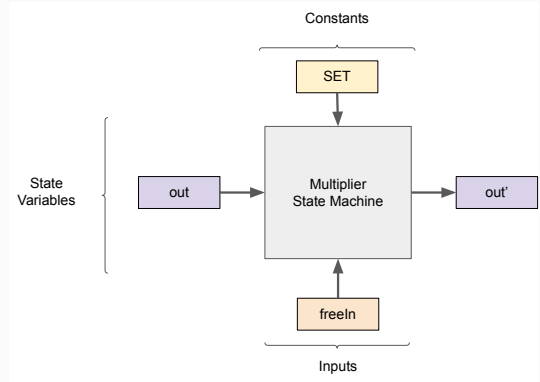 Constants
SET
State
Variables
out
Multiplier
State Machine
out’
freeIn
Inputs